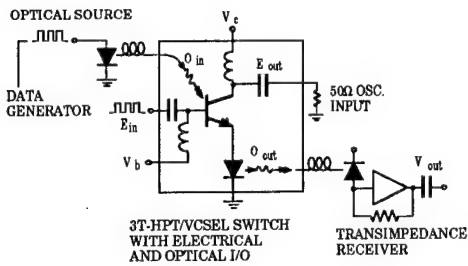 OPTICAL SOURCE
V c
O in
E out
DATA
GENERATOR
50Ω OSC.
INPUT
E in
V b
O out
V out
3T-HPT/VCSEL SWITCH
WITH ELECTRICAL
AND OPTICAL I/O
TRANSIMPEDANCE
RECEIVER